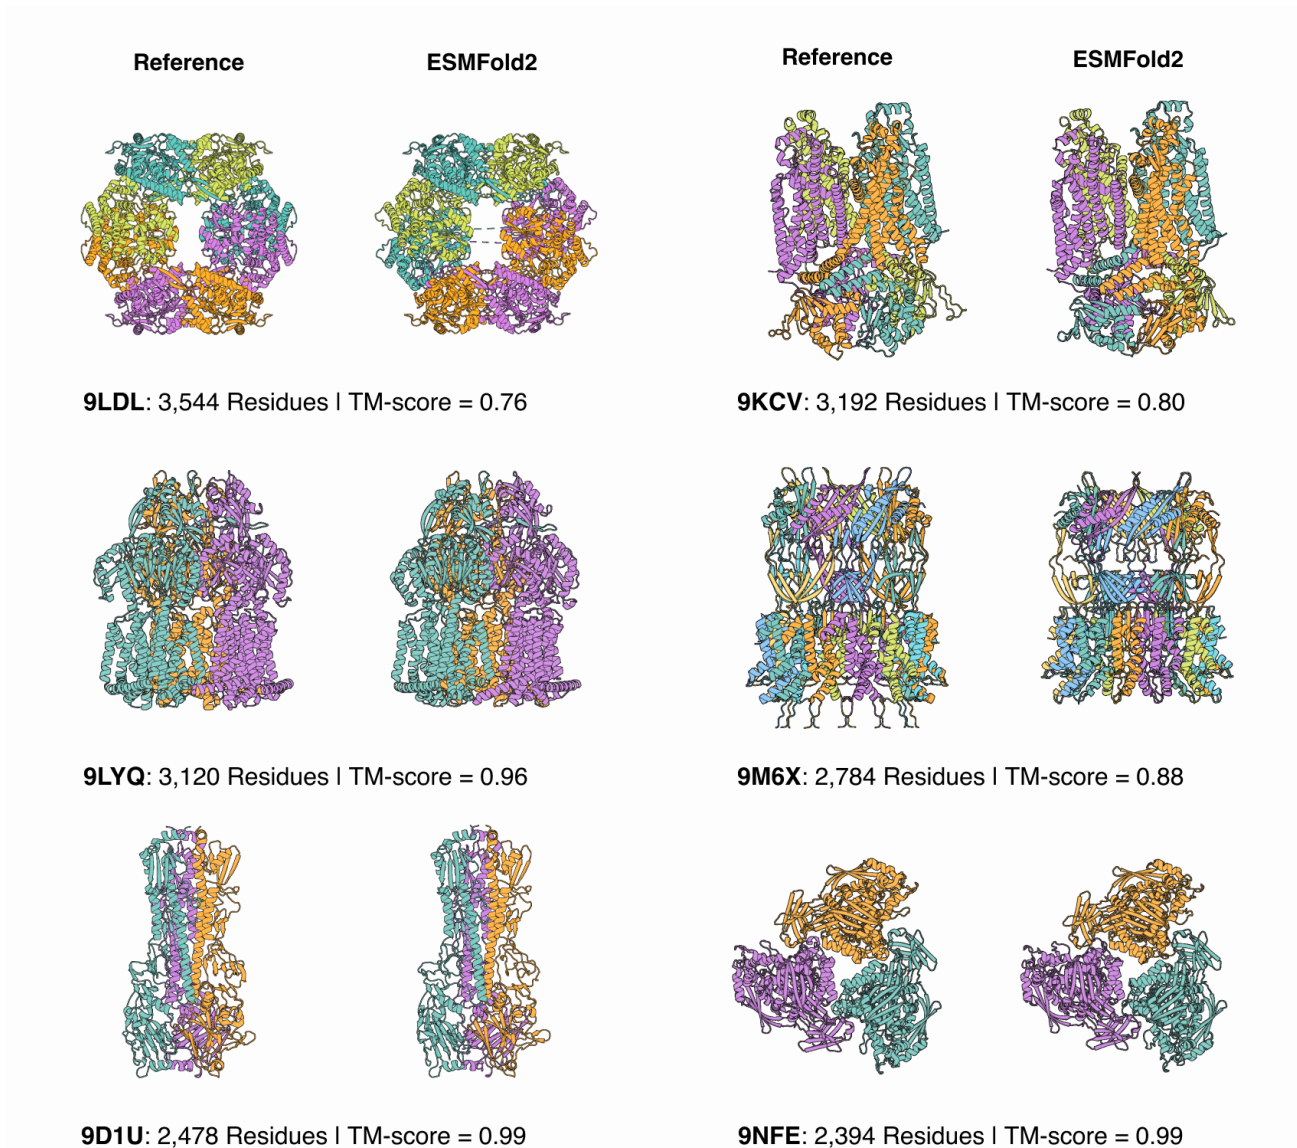 Reference ESMFold2 Reference ESMFold2
9LDL: 3,544 Residues | TM-score = 0.76
9KCV: 3,192 Residues | TM-score = 0.80
9LYQ: 3,120 Residues | TM-score = 0.96
9M6X: 2,784 Residues | TM-score = 0.88
9D1U: 2,478 Residues | TM-score = 0.99
9NFE: 2,394 Residues | TM-score = 0.99